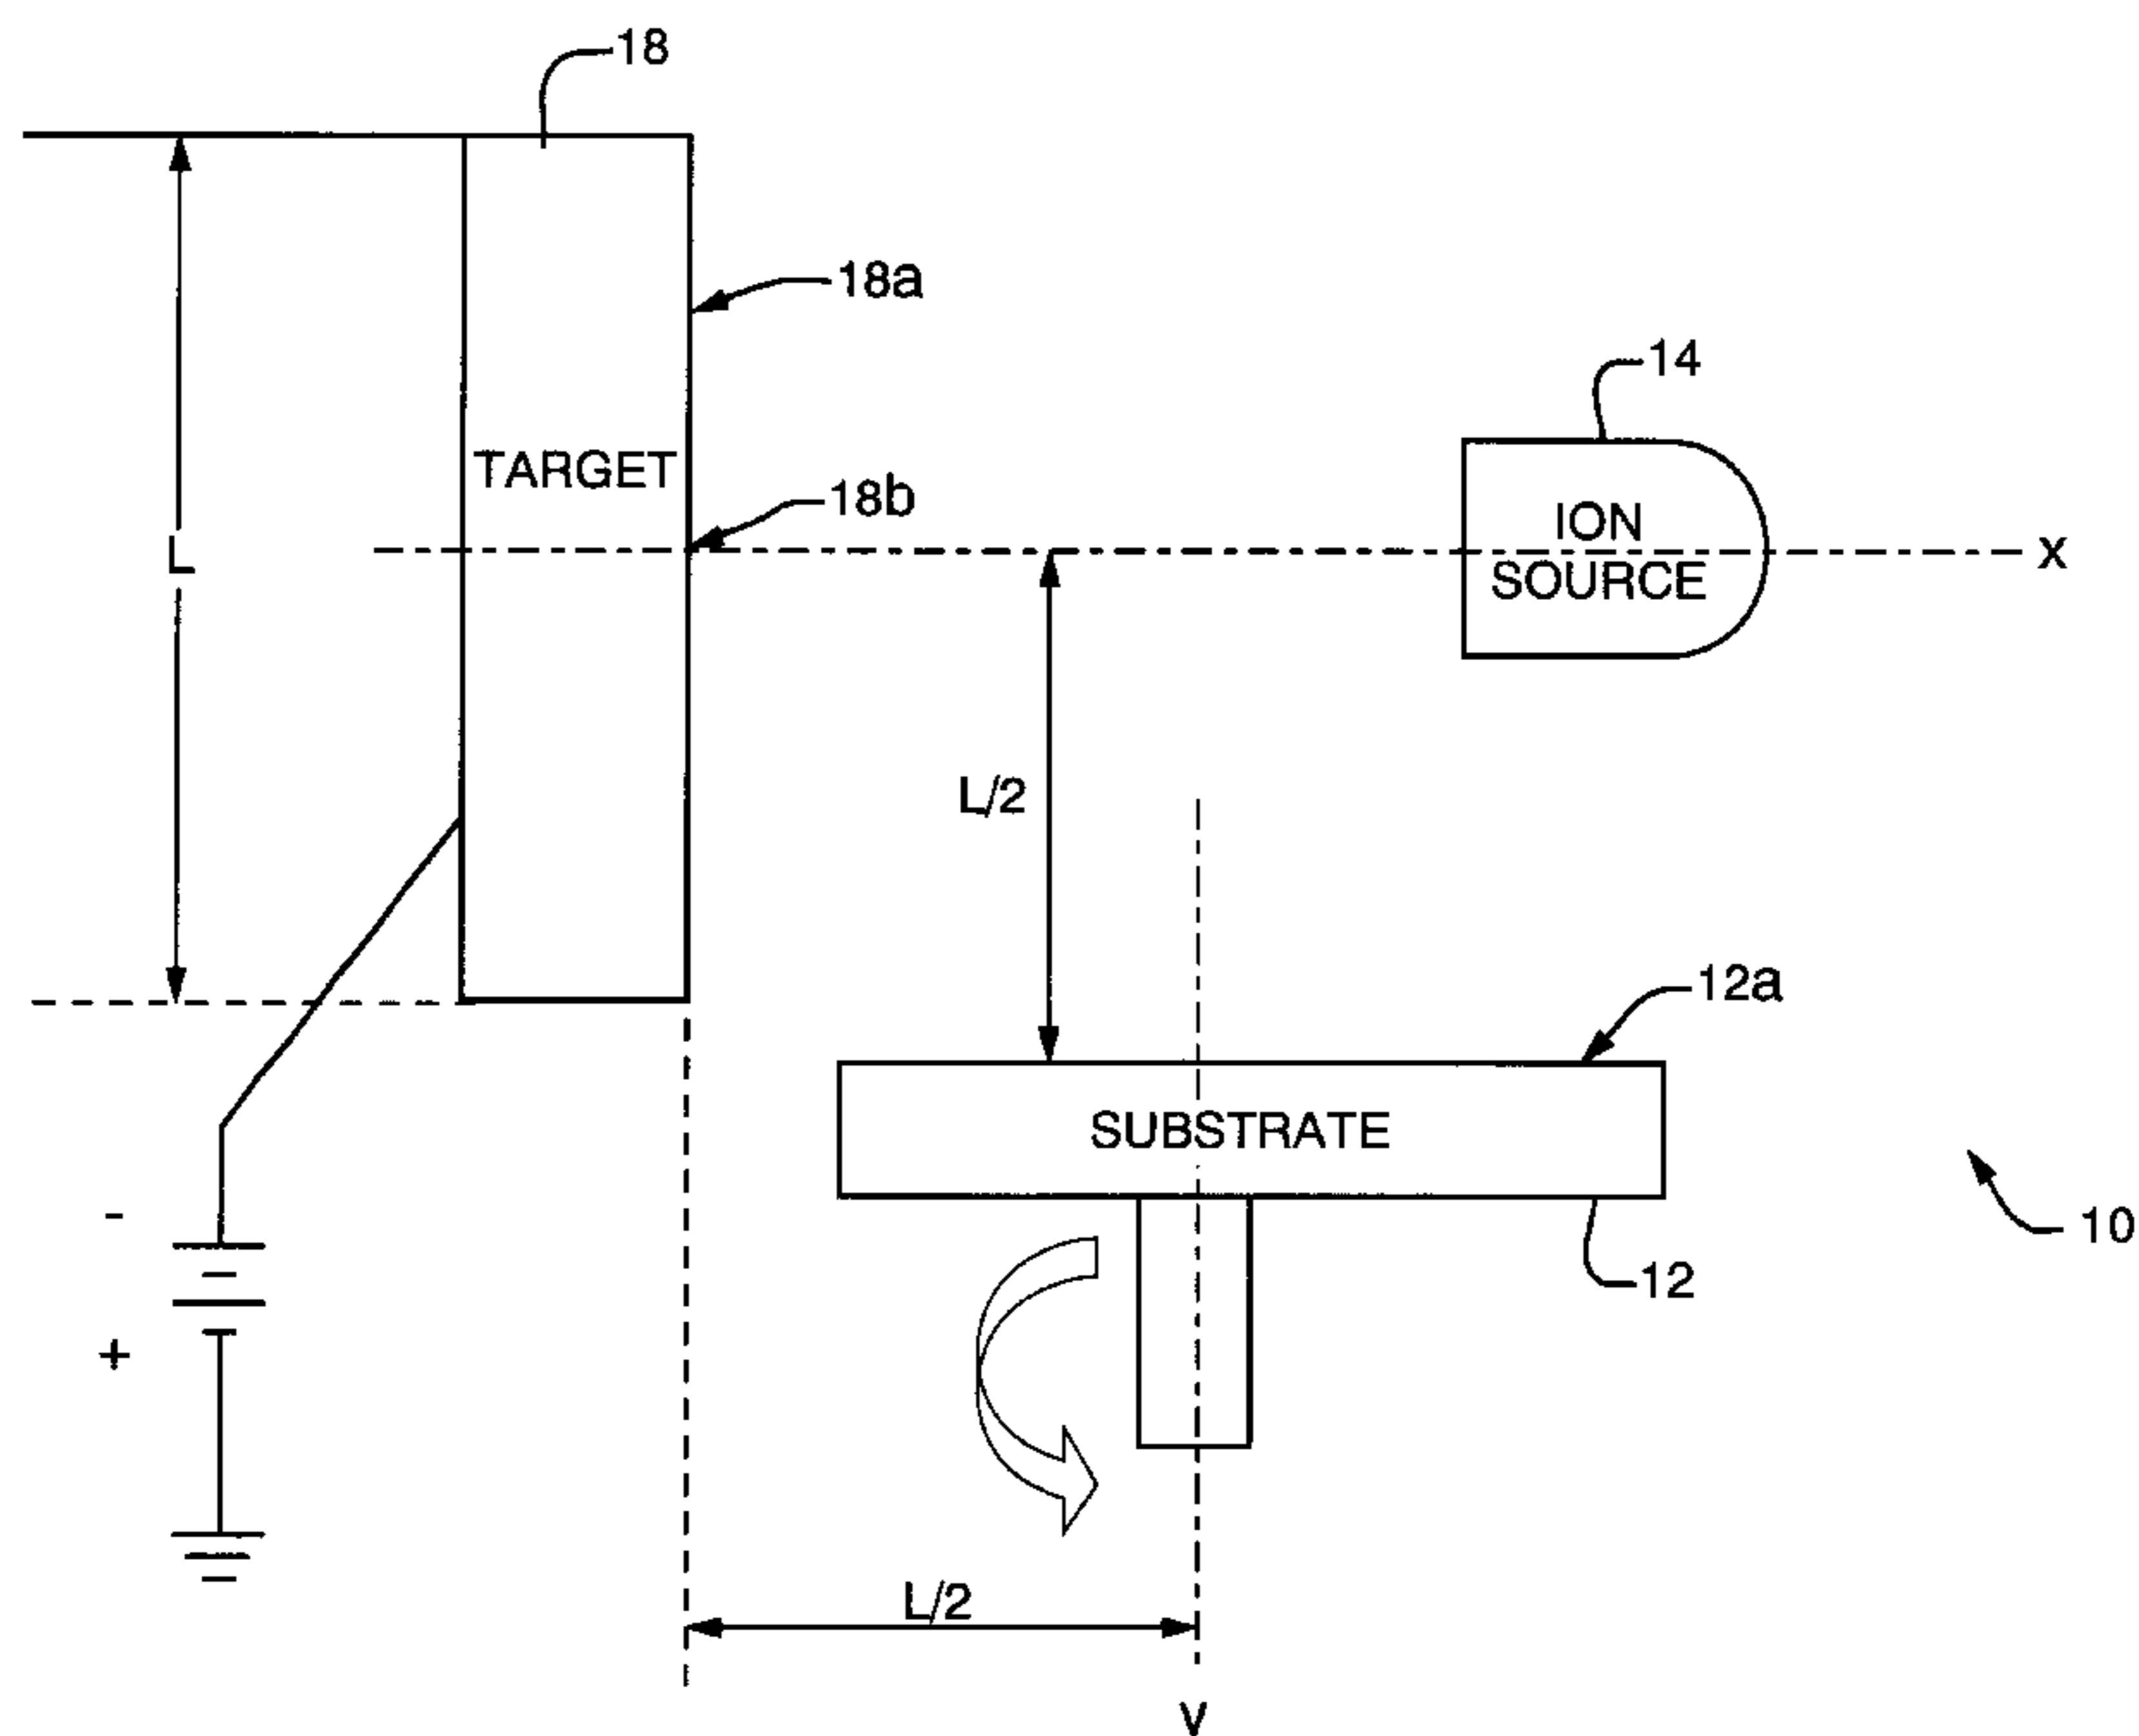 18
18a
14
TARGET
18b
ION
SOURCE
x
L
L/2
12a
SUBSTRATE
-
10
12
+
L/2
v